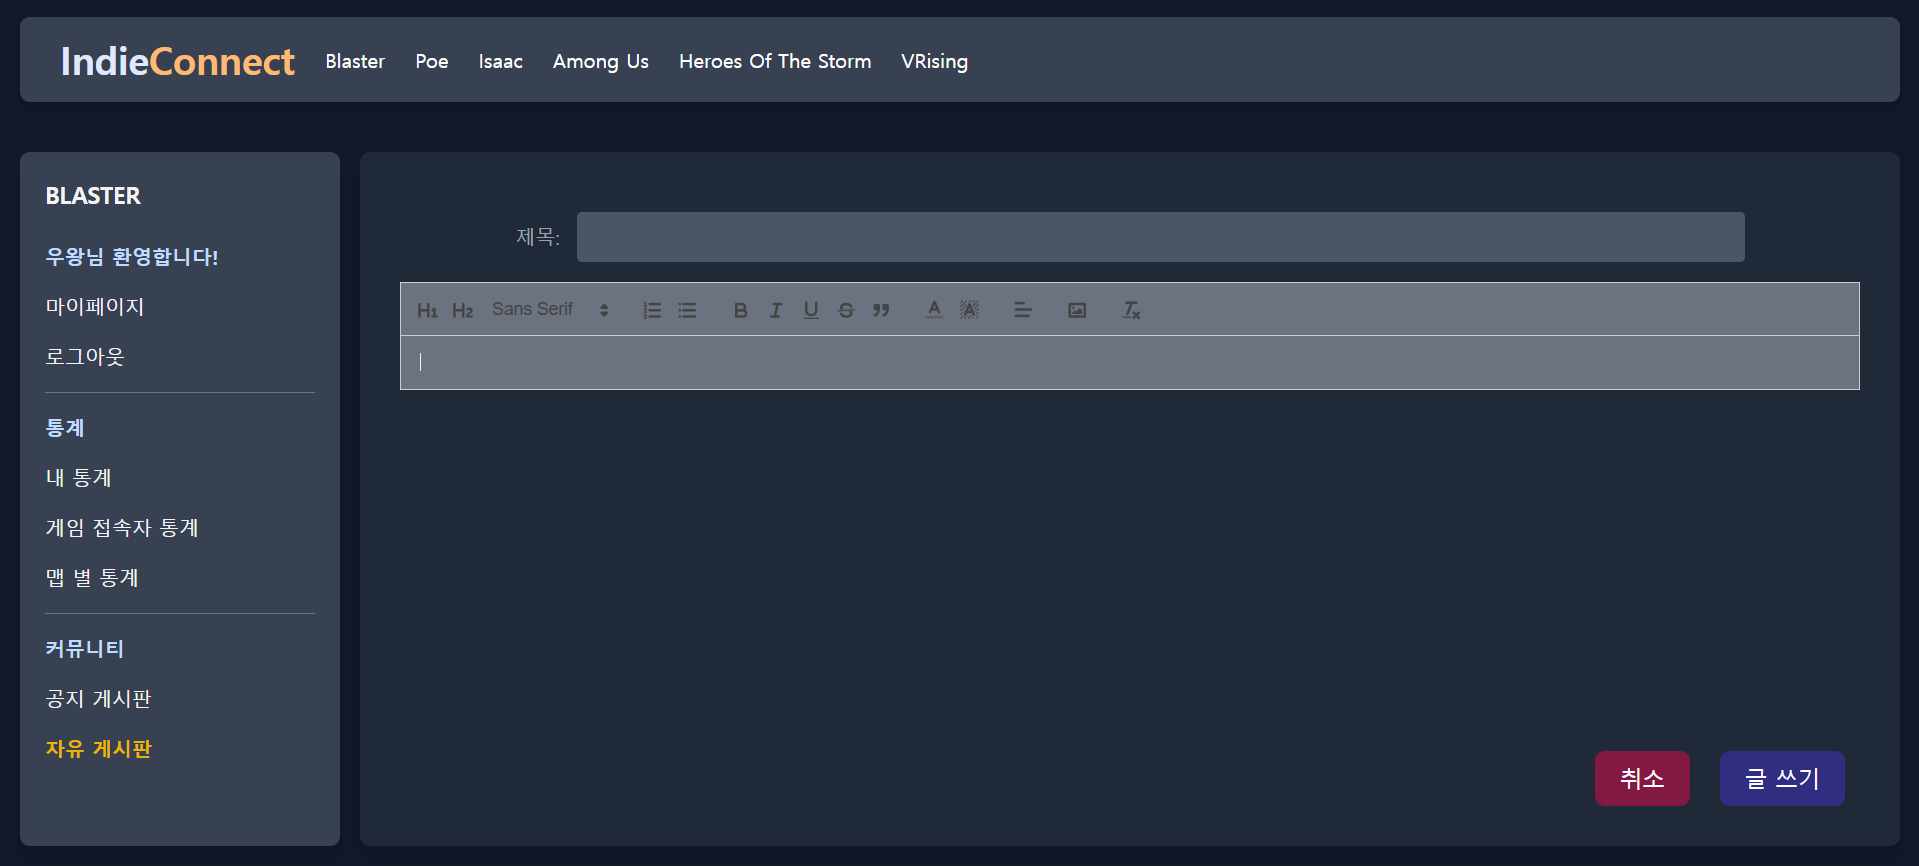 IndieConnect Blaster Poe Isaac Among Us Heroes Of The Storm VRising
BLASTER
우왕님 환영합니다!
마이페이지
로그아웃
통계
내 통계
게임 접속자 통계
맵 별 통계
커뮤니티
공지 게시판
자유 게시판
제목:
H1 H2 Sans Serif B I U S A A Tx
취소 글 쓰기